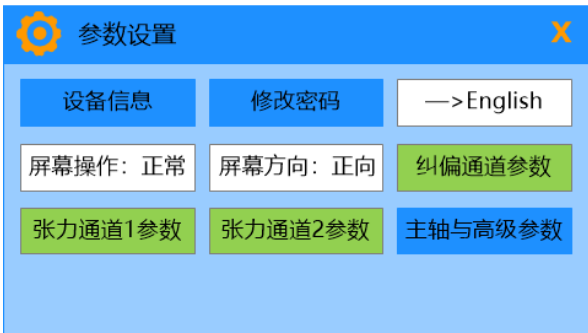 参数设置
X
设备信息
修改密码
—>English
屏幕操作：正常
屏幕方向：正向
纠偏通道参数
张力通道1参数
张力通道2参数
主轴与高级参数